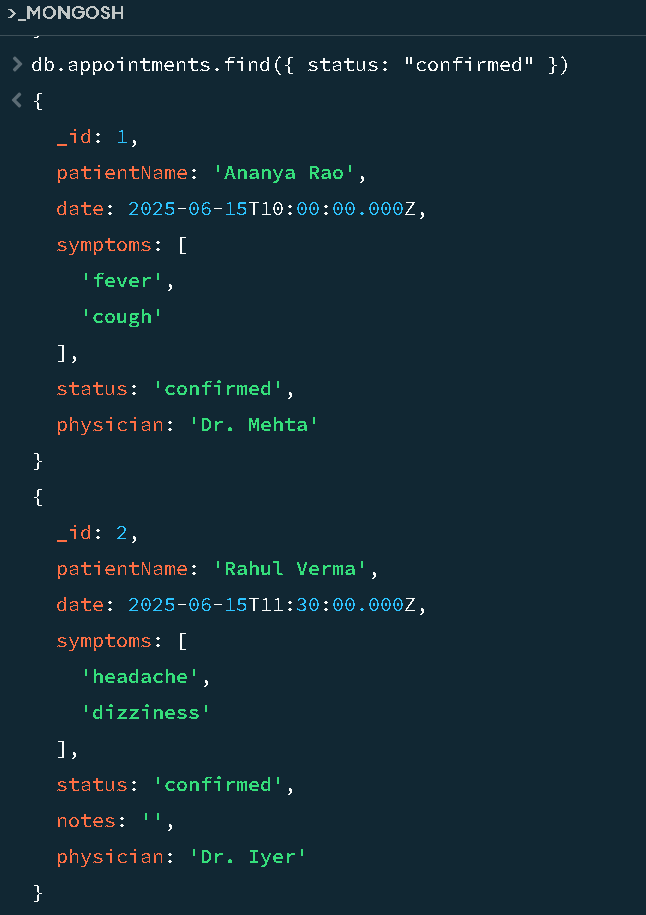 >_MONGOSH
> db.appointments.find({ status: "confirmed" })
< {
_id: 1,
patientName: 'Ananya Rao',
date: 2025-06-15T10:00:00.000Z,
symptoms: [
'fever',
'cough'
],
status: 'confirmed',
physician: 'Dr. Mehta'
}
{
_id: 2,
patientName: 'Rahul Verma',
date: 2025-06-15T11:30:00.000Z,
symptoms: [
'headache',
'dizziness'
],
status: 'confirmed',
notes: '',
physician: 'Dr. Iyer'
}